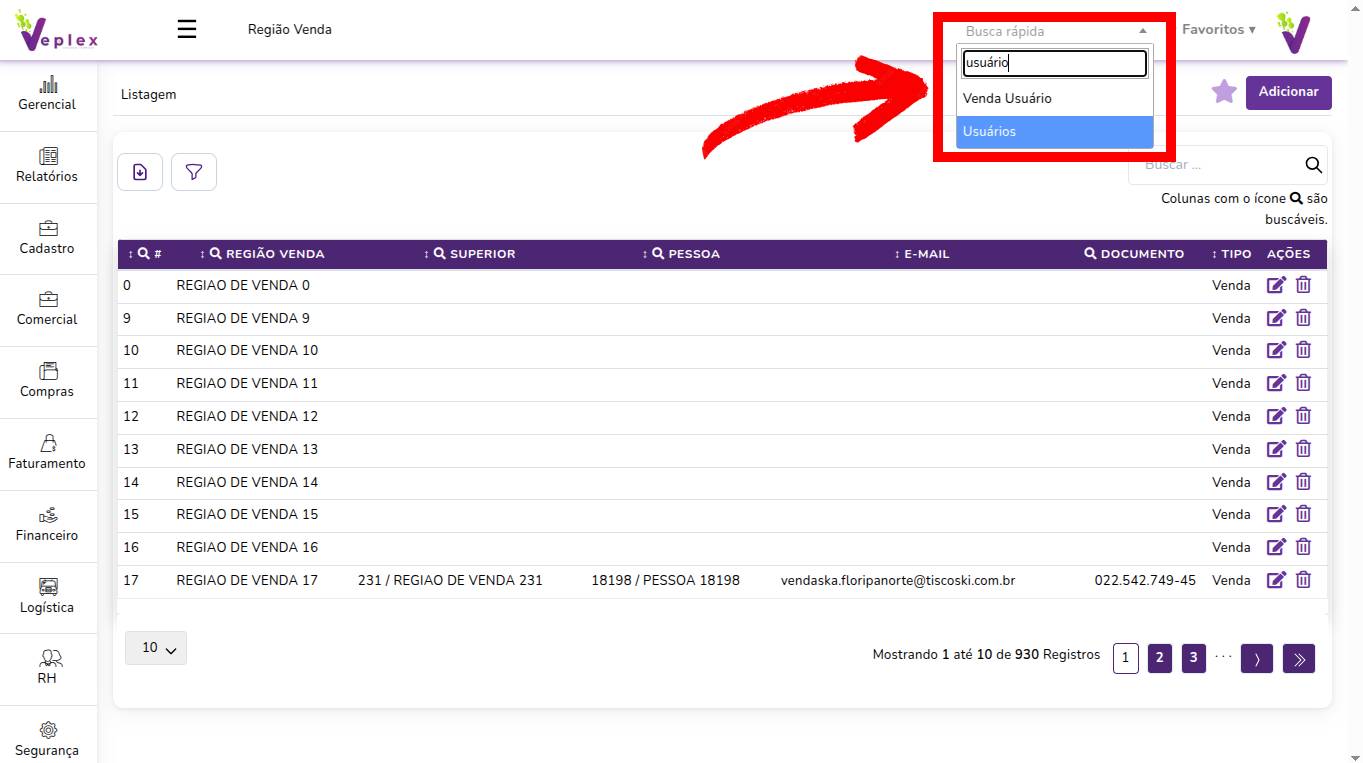 Veplex
☰
Região Venda
Busca rápida
Favoritos ▾
usuário
Venda Usuário
Usuários
Gerencial
Relatórios
Cadastro
Comercial
Compras
Faturamento
Financeiro
Logística
RH
Segurança
Listagem
Adicionar
Buscar ...
Colunas com o ícone são
buscáveis.
↕ # ↕ REGIÃO VENDA ↕ SUPERIOR ↕ PESSOA ↕ E-MAIL DOCUMENTO ↕ TIPO AÇÕES
0 REGIAO DE VENDA 0 Venda
9 REGIAO DE VENDA 9 Venda
10 REGIAO DE VENDA 10 Venda
11 REGIAO DE VENDA 11 Venda
12 REGIAO DE VENDA 12 Venda
13 REGIAO DE VENDA 13 Venda
14 REGIAO DE VENDA 14 Venda
15 REGIAO DE VENDA 15 Venda
16 REGIAO DE VENDA 16 Venda
17 REGIAO DE VENDA 17 231 / REGIAO DE VENDA 231 18198 / PESSOA 18198 vendaska.floripanorte@tiscoski.com.br 022.542.749-45 Venda
10
Mostrando 1 até 10 de 930 Registros 1 2 3 ... 〉 》